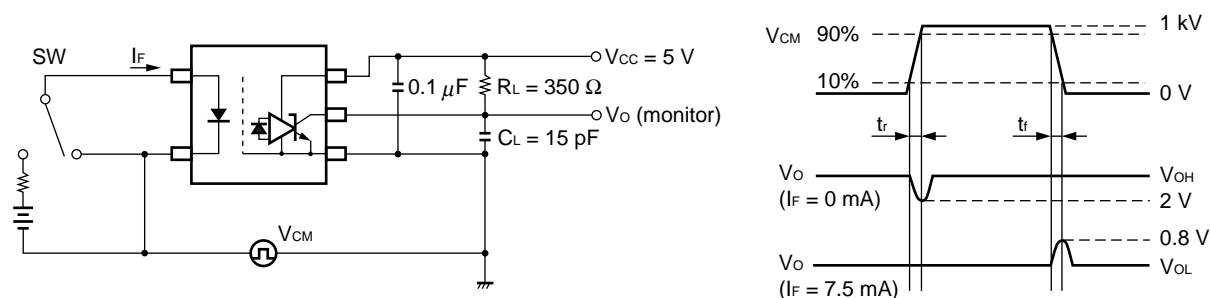 SW
IF
VCC = 5 V
0.1 μF
RL = 350 Ω
VO (monitor)
CL = 15 pF
VCM
VCM 90%
10%
1 kV
0 V
tr
tf
VO
(IF = 0 mA)
VOH
2 V
0.8 V
VO
(IF = 7.5 mA)
VOL